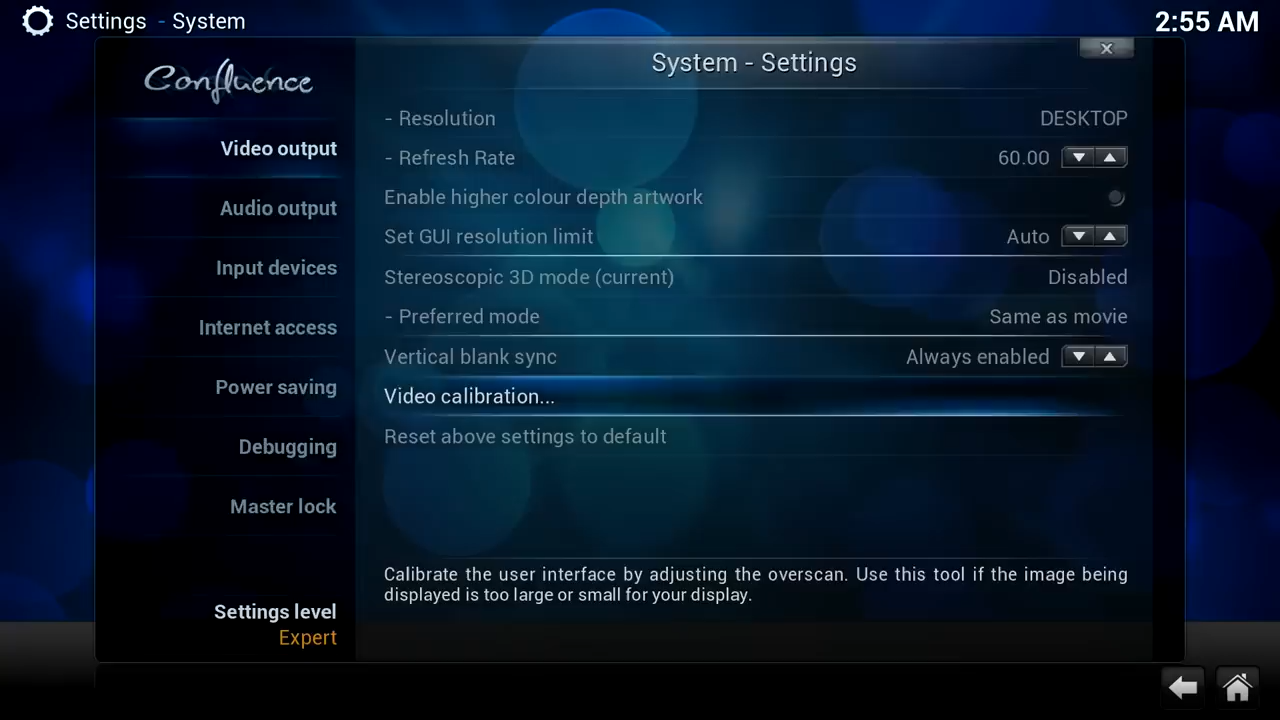 Settings - System
2:55 AM
Confluence
System - Settings
Video output
Audio output
Input devices
Internet access
Power saving
Debugging
Master lock
Settings level
Expert
- Resolution DESKTOP
- Refresh Rate 60.00
Enable higher colour depth artwork
Set GUI resolution limit Auto
Stereoscopic 3D mode (current) Disabled
- Preferred mode Same as movie
Vertical blank sync Always enabled
Video calibration...
Reset above settings to default
Calibrate the user interface by adjusting the overscan. Use this tool if the image being
displayed is too large or small for your display.